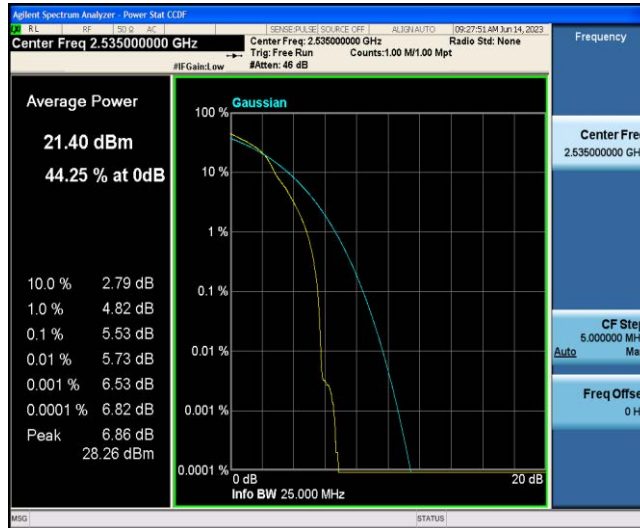 Agilent Spectrum Analyzer - Power Stat CCDF
RL RF 50 Ω AC SENSE:PULSE SOURCE OFF ALIGNAUTO 09:27:51 AM Jun 14, 2023
Center Freq 2.535000000 GHz
Center Freq: 2.535000000 GHz Radio Std: None
Trig: Free Run Counts:1.00 M/1.00 Mpt
#IFGain:Low #Atten: 46 dB
Frequency
Average Power
21.40 dBm
44.25 % at 0dB
10.0 % 2.79 dB
1.0 % 4.82 dB
0.1 % 5.53 dB
0.01 % 5.73 dB
0.001 % 6.53 dB
0.0001 % 6.82 dB
Peak 6.86 dB
28.26 dBm
Gaussian
100 %
10 %
1 %
0.1 %
0.01 %
0.001 %
0.0001 %
0 dB 20 dB
Info BW 25.000 MHz
Center Fre
2.535000000 GH
CF Step
5.000000 MH
Auto Ma
Freq Offse
0 H
MSG STATUS